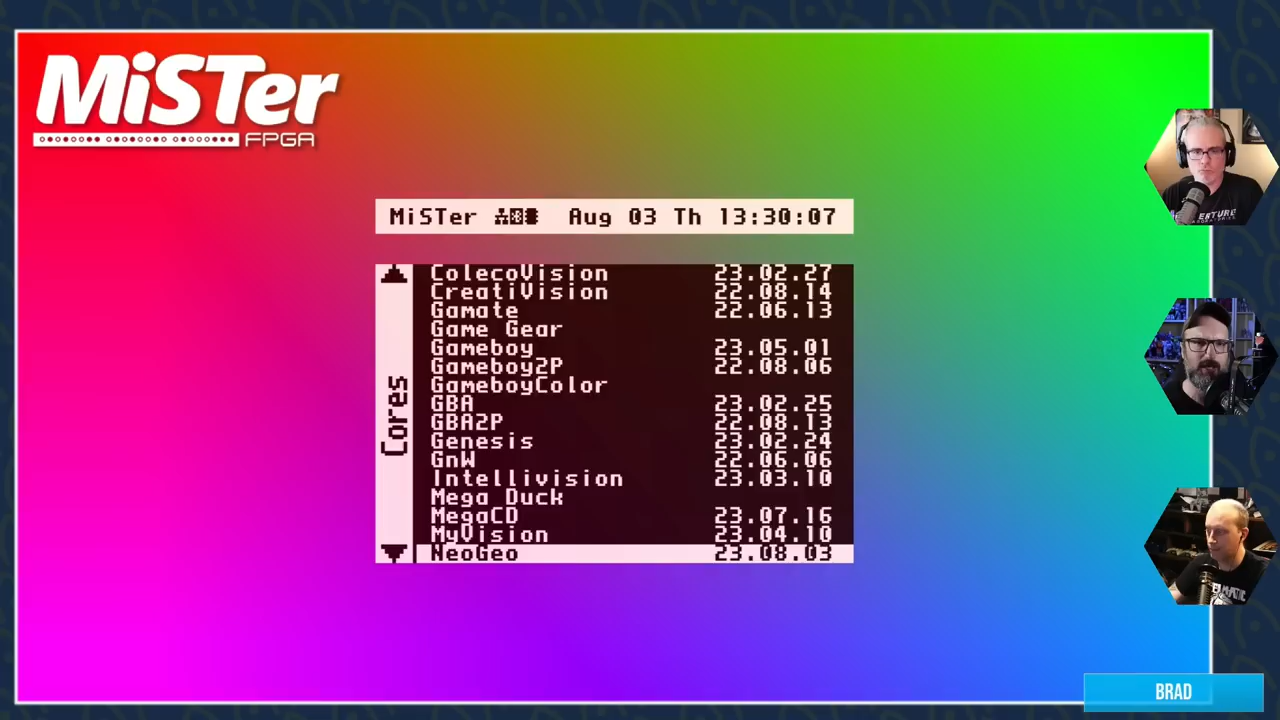 MiSTer
FPGA
MiSTer Aug 03 Th 13:30:07
Cores
ColecoVision 23.02.27
CreatiVision 22.08.14
Gamate 22.06.13
Game Gear
Gameboy 23.05.01
Gameboy2P 22.08.06
GameboyColor
GBA 23.02.25
GBA2P 22.08.13
Genesis 23.02.24
GnW 22.06.06
Intellivision 23.03.10
Mega Duck
MegaCD 23.07.16
MyVision 23.04.10
NeoGeo 23.08.03
BRAD